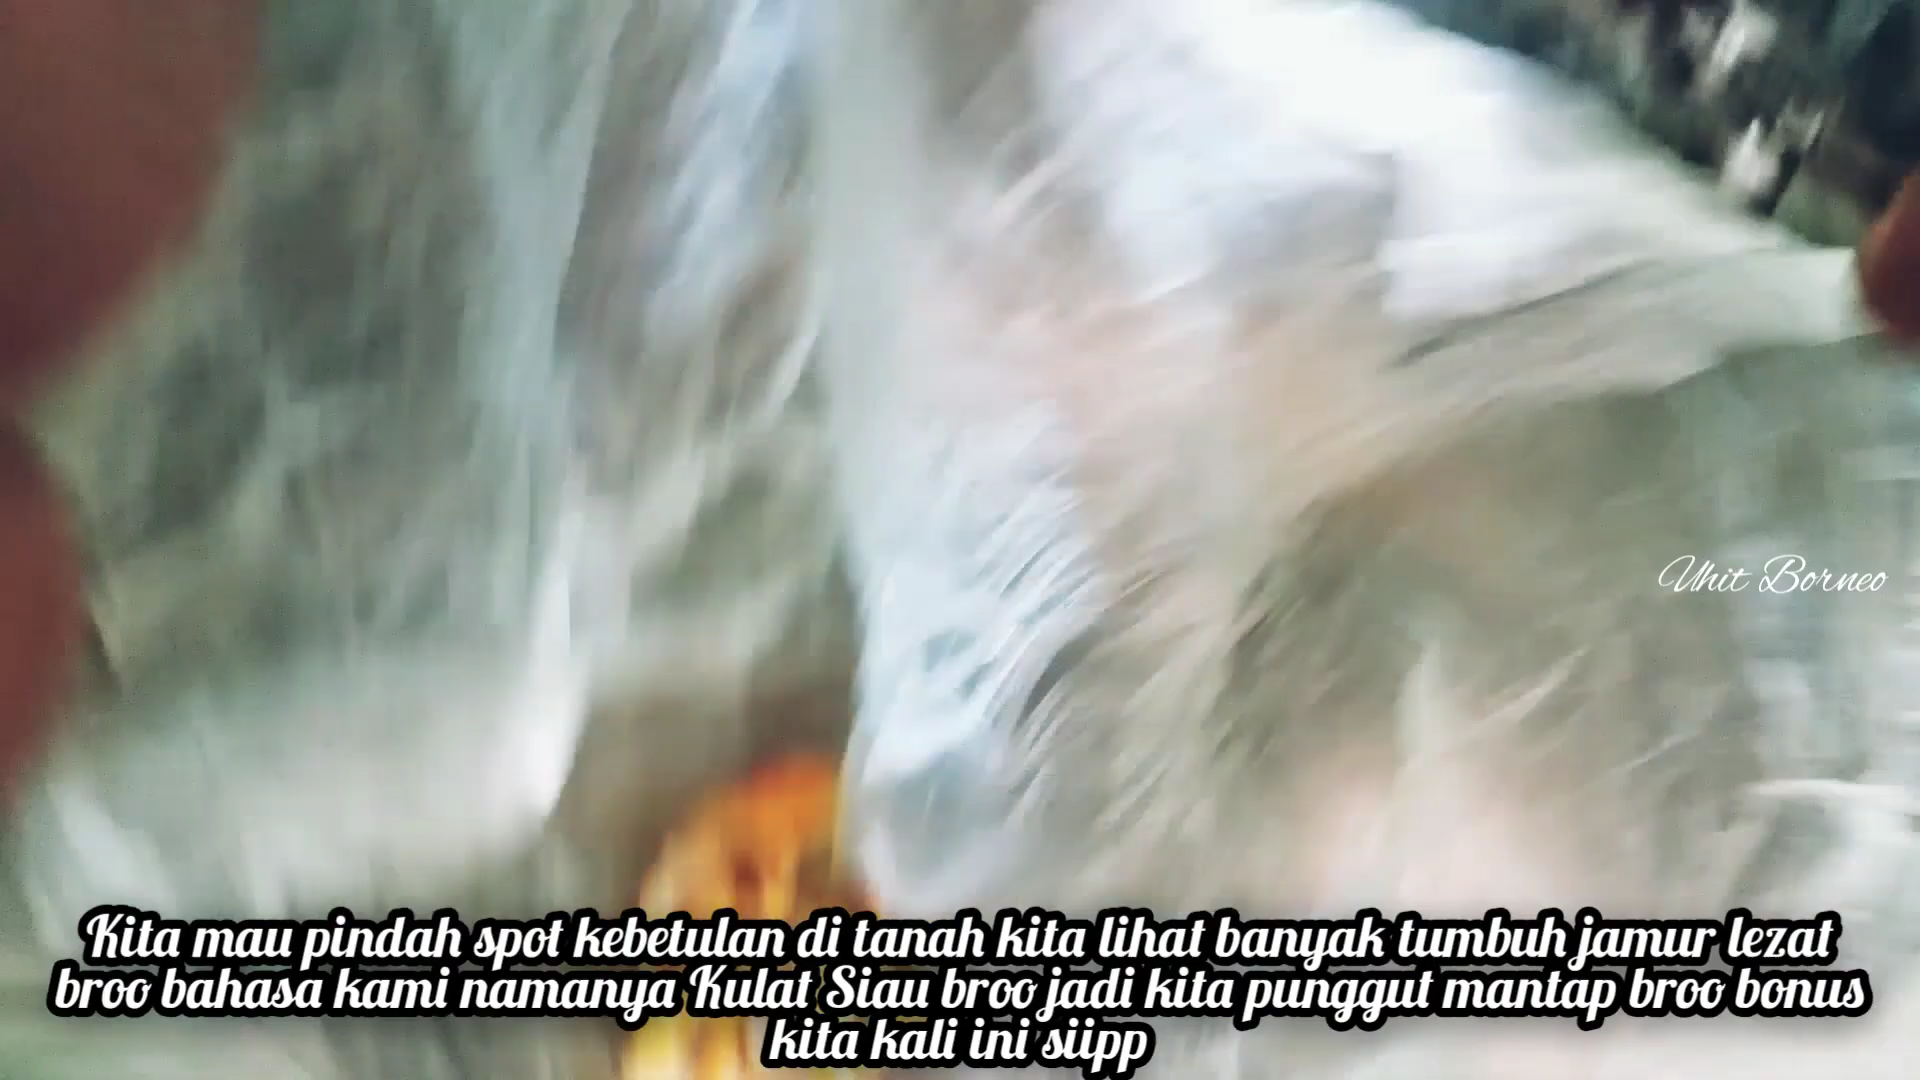 Uhit Borneo
Kita mau pindah spot kebetulan di tanah kita lihat banyak tumbuh jamur lezat
broo bahasa kami namanya Kulat Siau broo jadi kita punggut mantap broo bonus
kita kali ini siipp